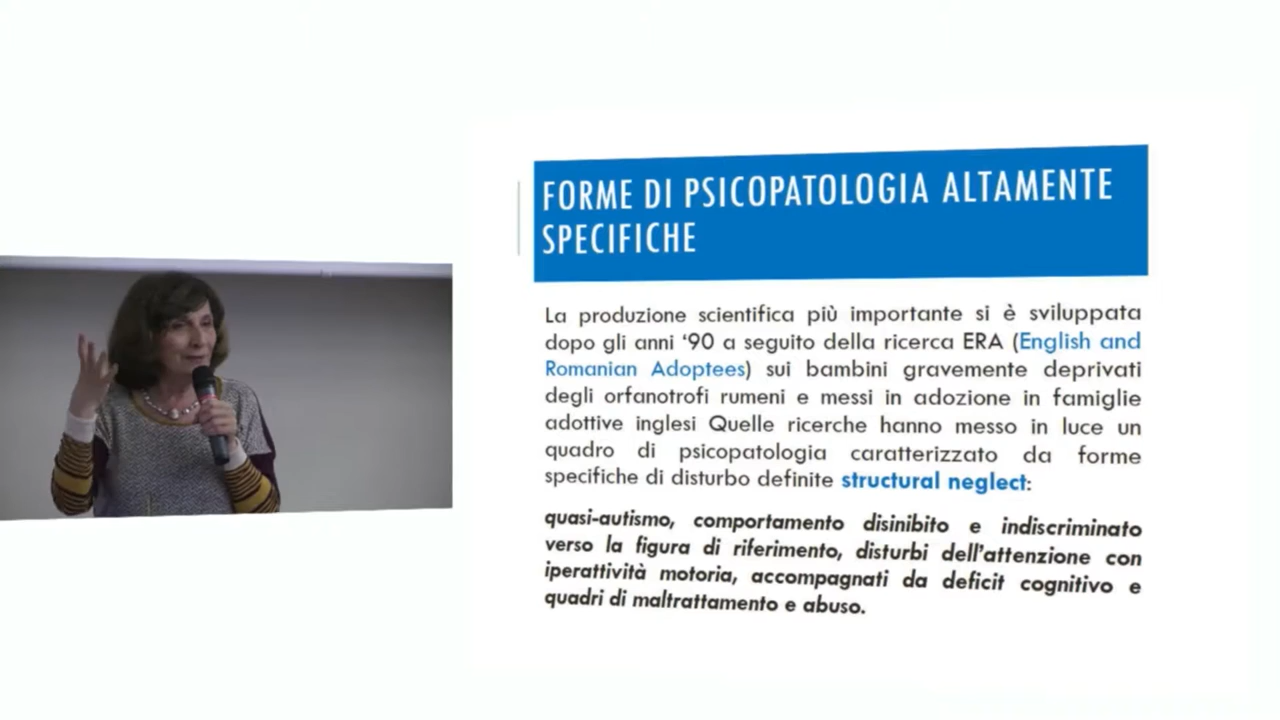 FORME DI PSICOPATOLOGIA ALTAMENTE
SPECIFICHE
La produzione scientifica più importante si è sviluppata
dopo gli anni ‘90 a seguito della ricerca ERA (English and
Romanian Adoptees) sui bambini gravemente deprivati
degli orfanotrofi rumeni e messi in adozione in famiglie
adottive inglesi Quelle ricerche hanno messo in luce un
quadro di psicopatologia caratterizzato da forme
specifiche di disturbo definite structural neglect:
quasi-autismo, comportamento disinibito e indiscriminato
verso la figura di riferimento, disturbi dell’attenzione con
iperattività motoria, accompagnati da deficit cognitivo e
quadri di maltrattamento e abuso.